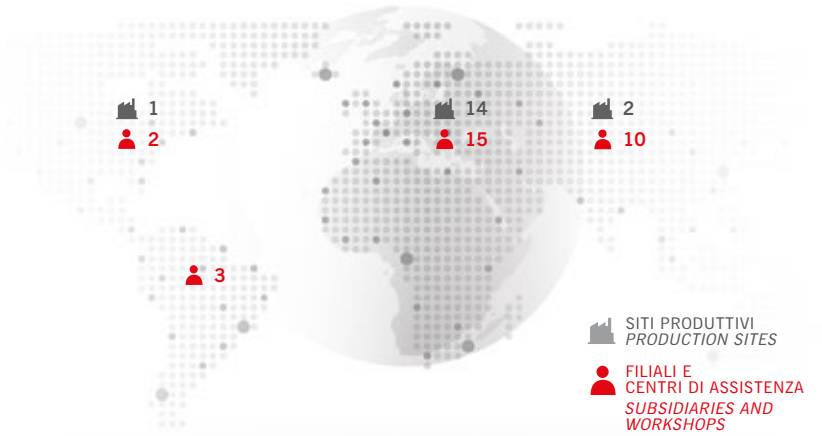 1
14
2
2
15
10
3
SITI PRODUTTIVI
PRODUCTION SITES
FILIALI E
CENTRI DI ASSISTENZA
SUBSIDIARIES AND
WORKSHOPS